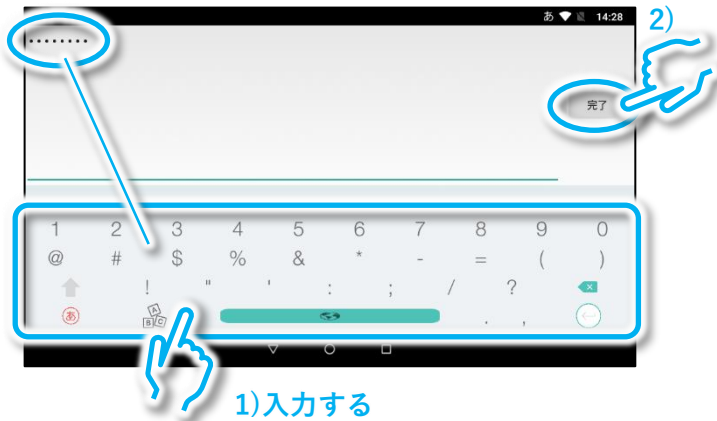 あ 14:28
2)
........
完了
1 2 3 4 5 6 7 8 9 0
@ # $ % & * - = ( )
! " ' : ; / ?
あ A B C . ,
1)入力する